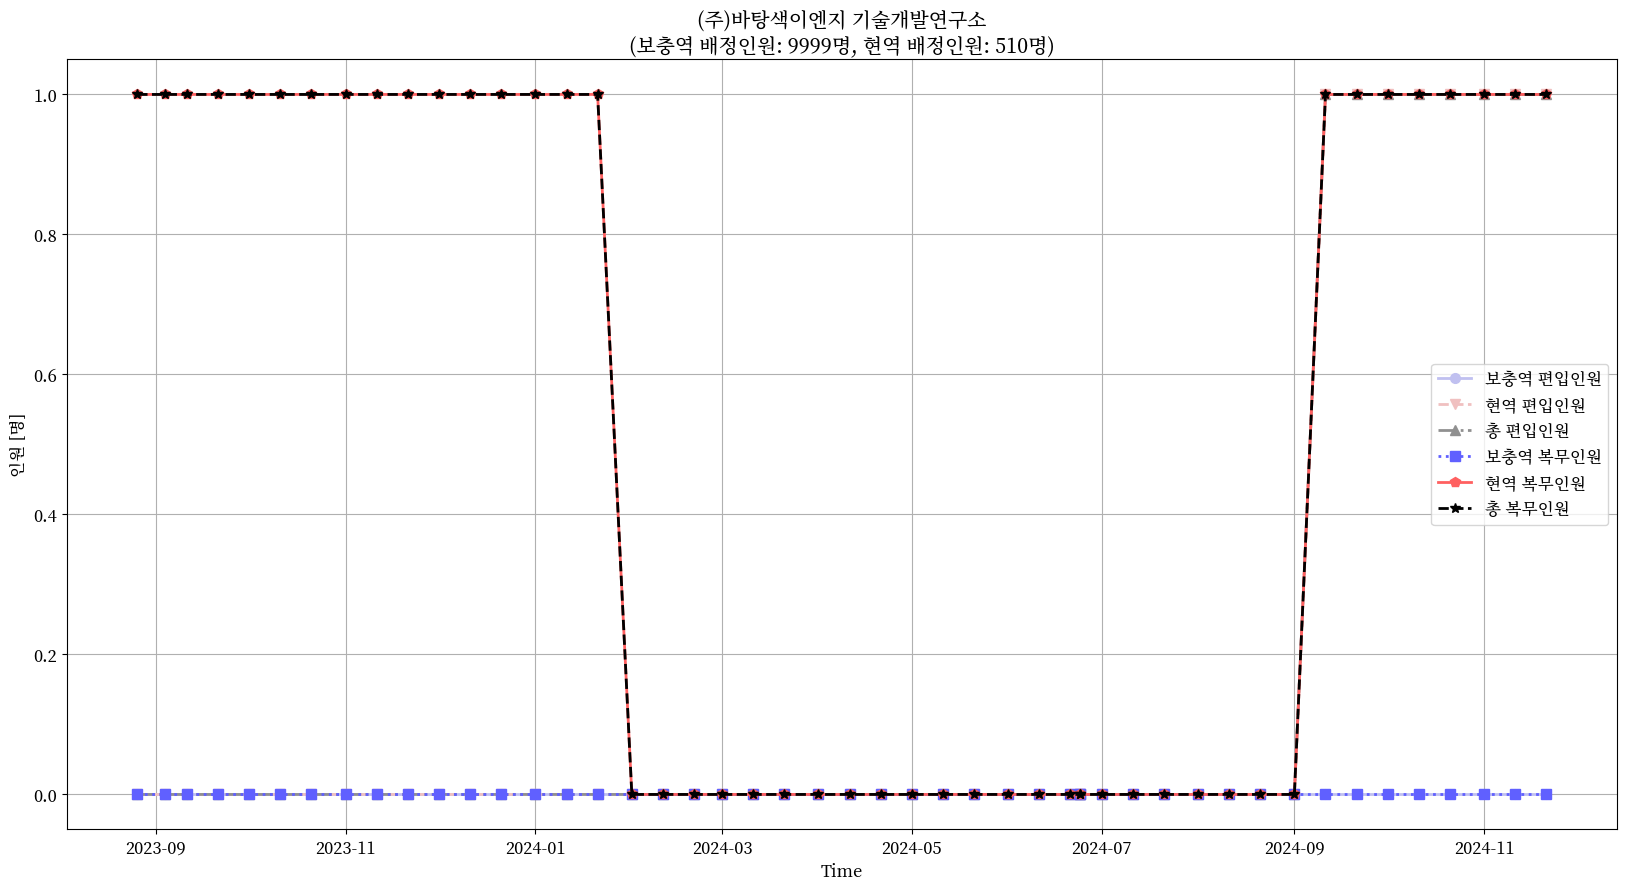 (주)바탕색이엔지 기술개발연구소
(보충역 배정인원: 9999명, 현역 배정인원: 510명)
인원 [명]
1.0
0.8
0.6
0.4
0.2
0.0
보충역 편입인원
현역 편입인원
총 편입인원
보충역 복무인원
현역 복무인원
총 복무인원
2023-09
2023-11
2024-01
2024-03
2024-05
2024-07
2024-09
2024-11
Time